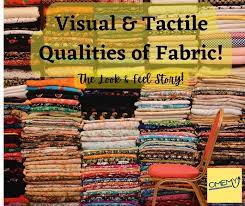 Visual & Tactile
Qualities of Fabric!
The Look & Feel Story!
OMEMY